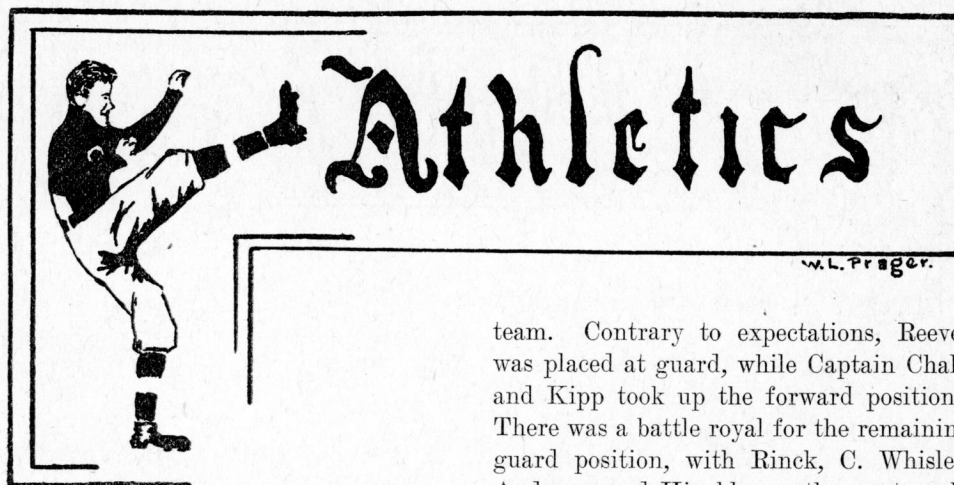 Athletics
W. L. Prager.
team. Contrary to expectations, Reeve
was placed at guard, while Captain Chal
and Kipp took up the forward position
There was a battle royal for the remainin
guard position, with Rinck, C. Whisle